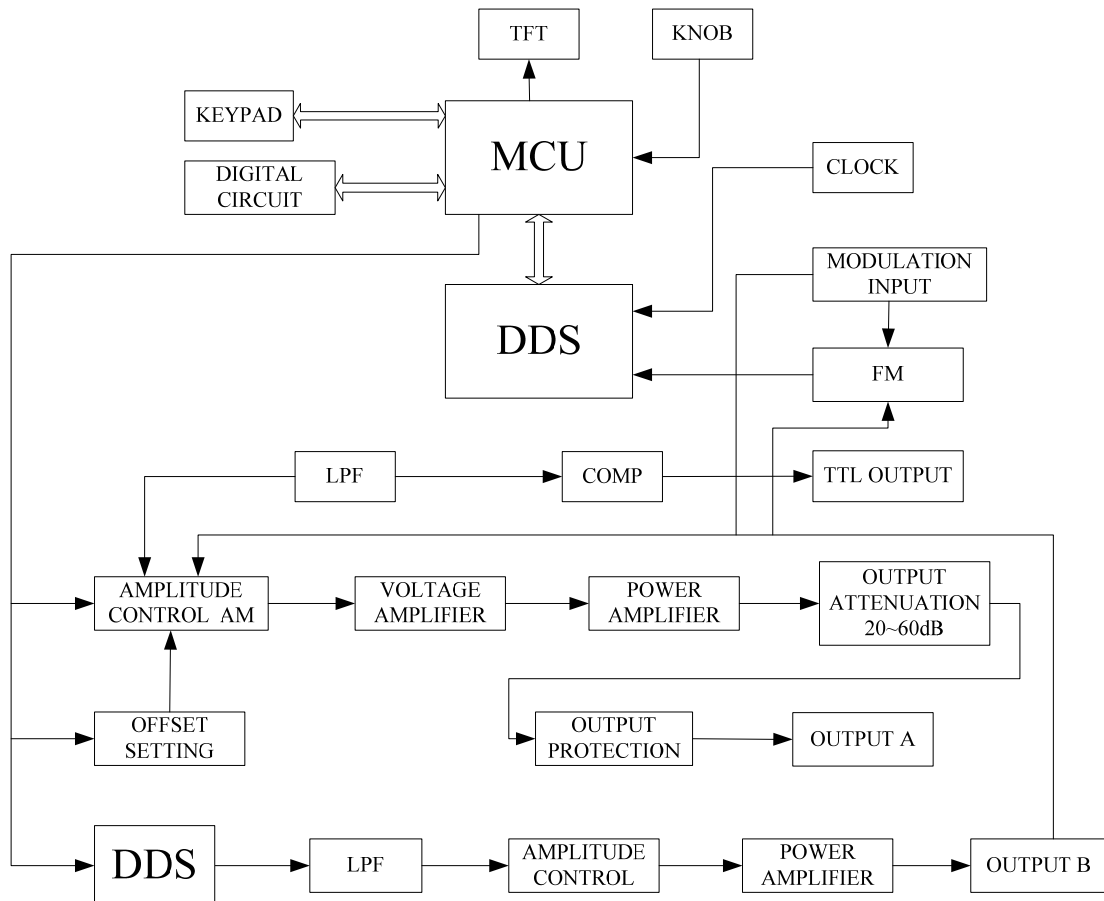 TFT
KNOB
KEYPAD
MCU
DIGITAL
CIRCUIT
CLOCK
MODULATION
INPUT
DDS
FM
LPF
COMP
TTL OUTPUT
AMPLITUDE
CONTROL AM
VOLTAGE
AMPLIFIER
POWER
AMPLIFIER
OUTPUT
ATTENUATION
20~60dB
OFFSET
SETTING
OUTPUT
PROTECTION
OUTPUT A
DDS
LPF
AMPLITUDE
CONTROL
POWER
AMPLIFIER
OUTPUT B